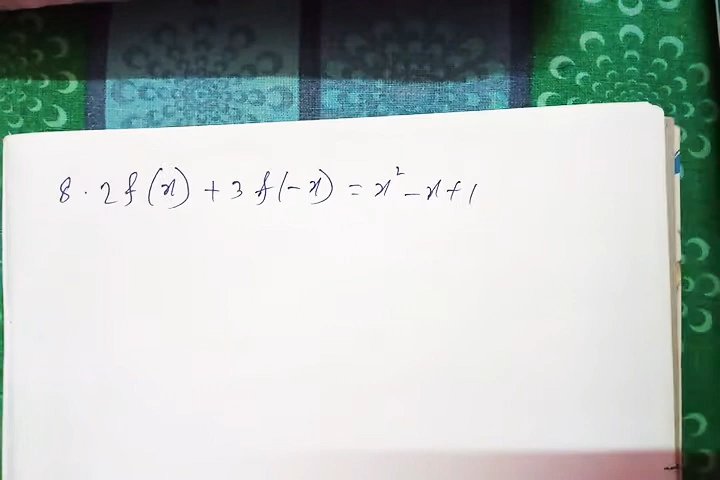 8. 2f(x) + 3f(-x) = x² - x + 1